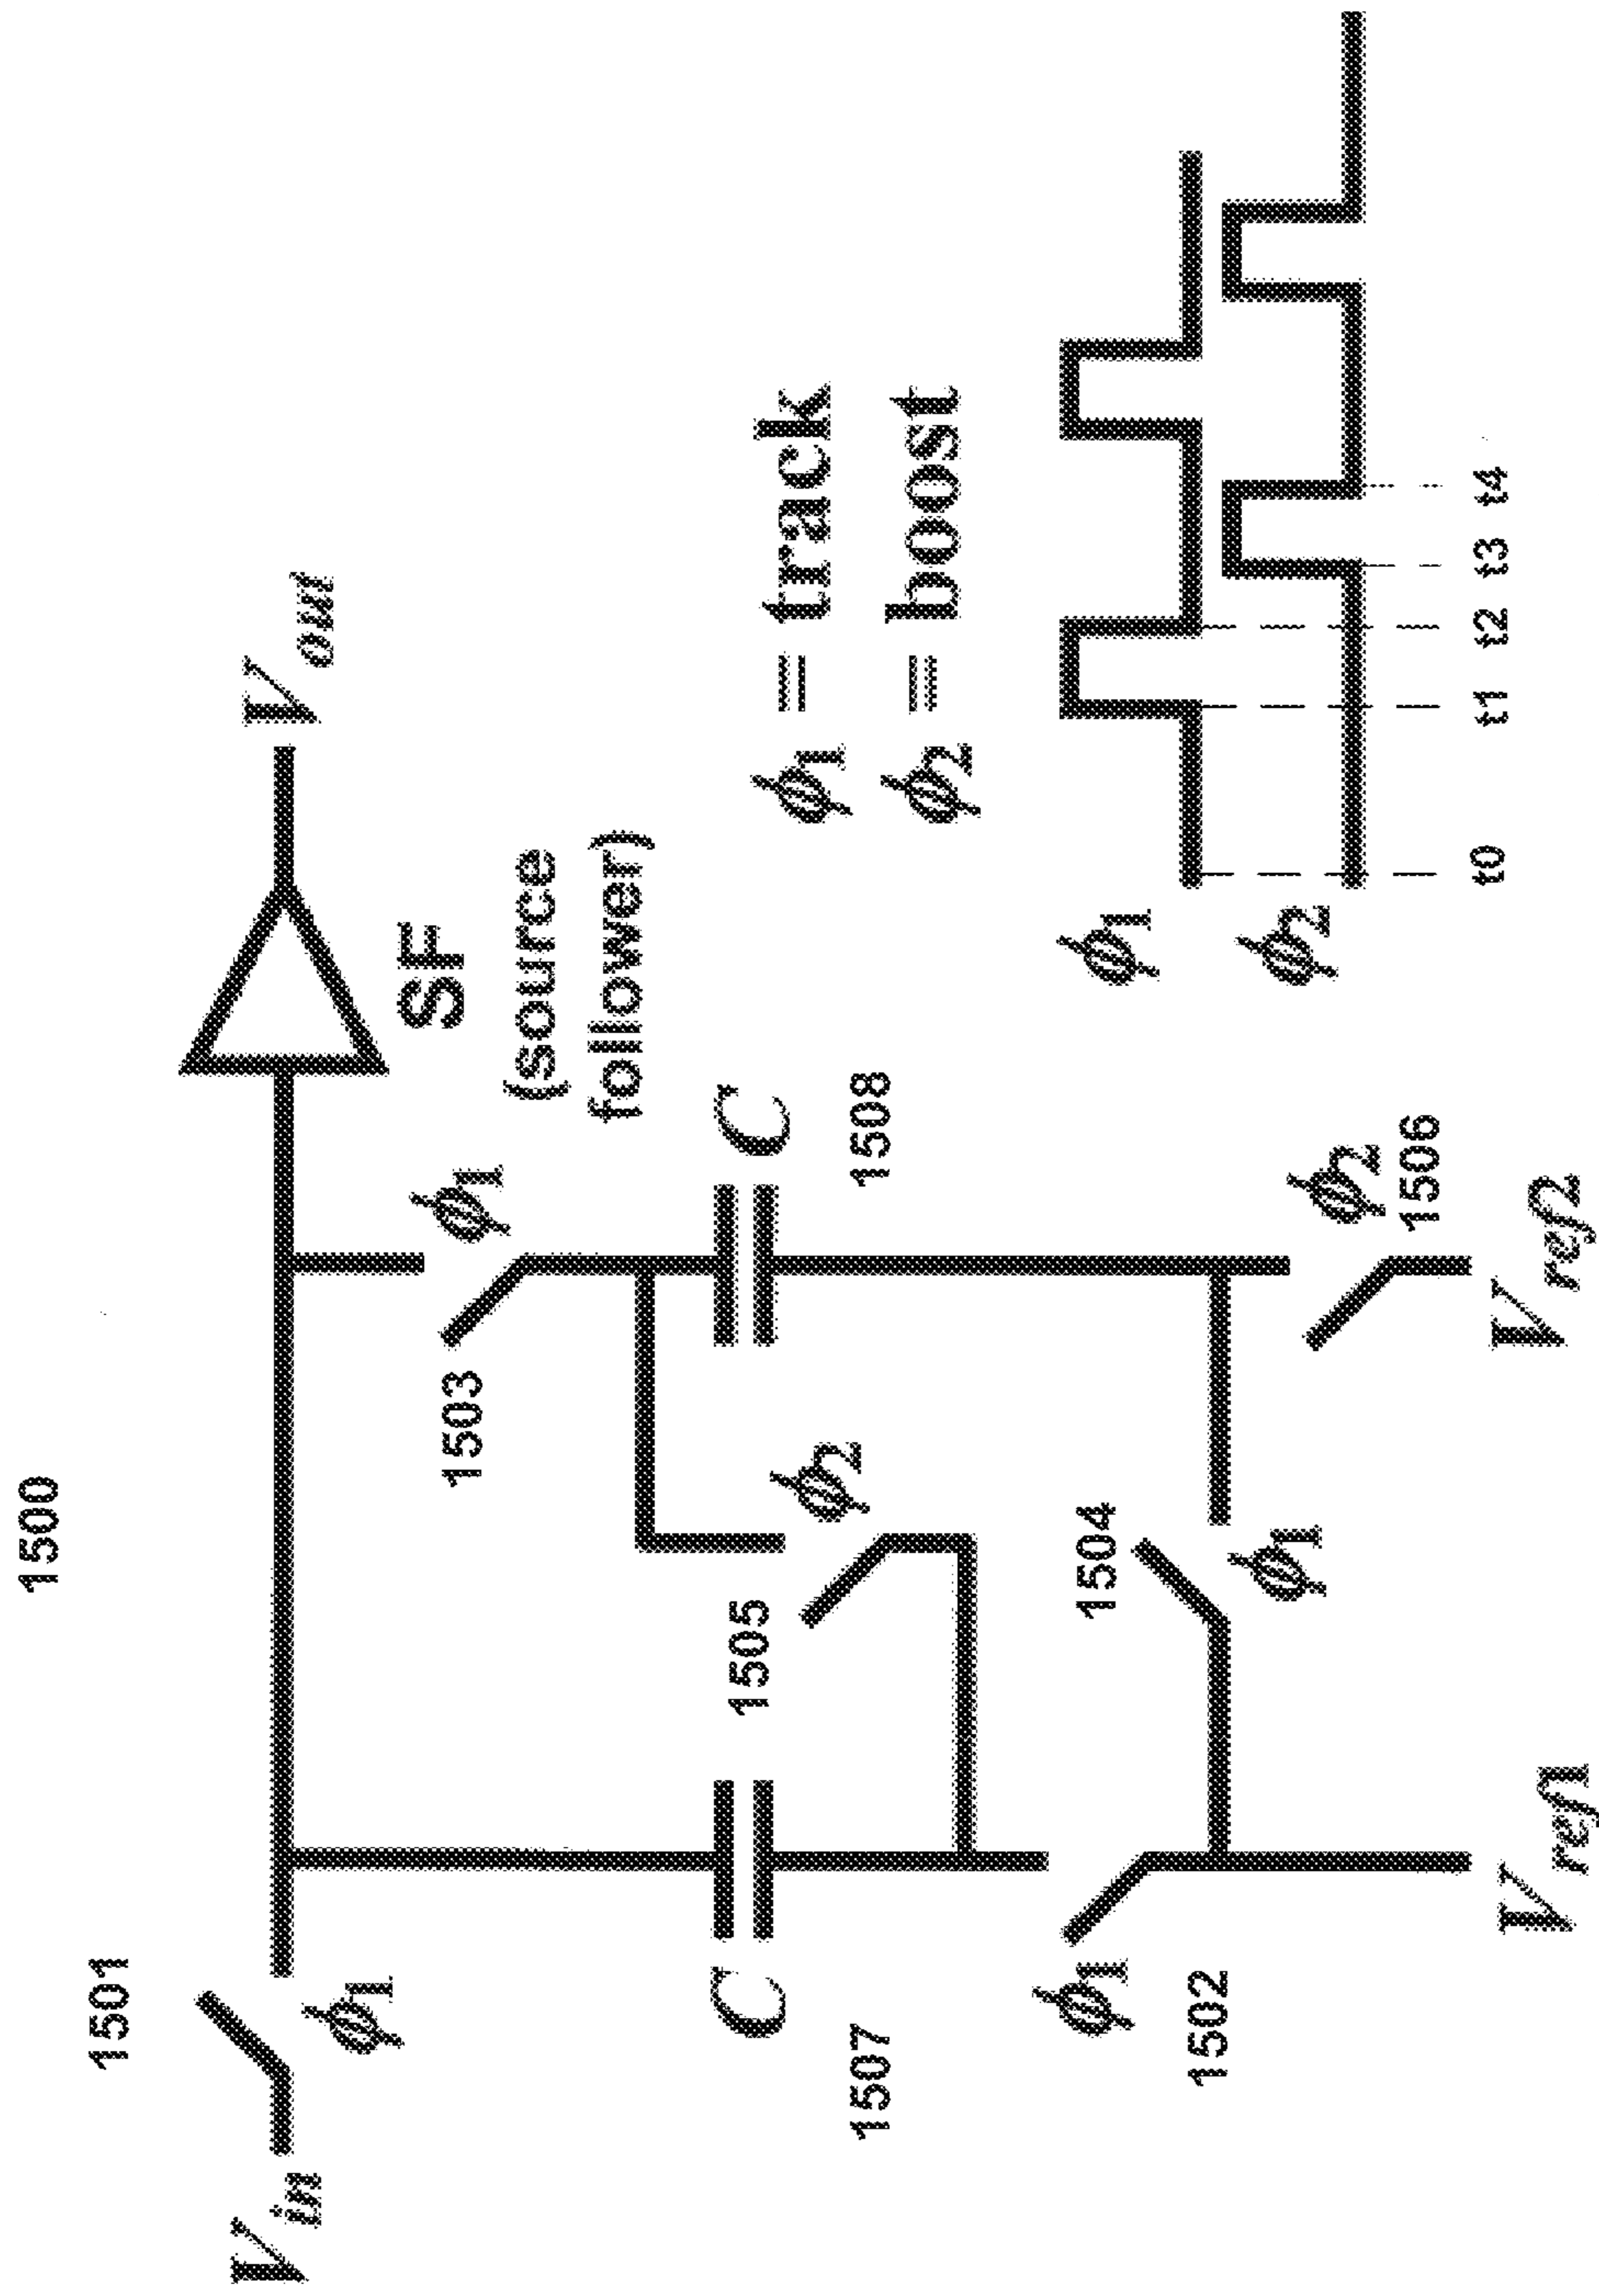 1500
1501
V_in
ϕ1
V_out
SF
(source
follower)
1503
ϕ1
C
1507
1505
ϕ2
C
1508
ϕ1
1502
1504
ϕ1
ϕ2
1506
V_ref1
V_ref2
ϕ1 = track
ϕ2 = boost
ϕ1
ϕ2
t0 t1 t2 t3 t4